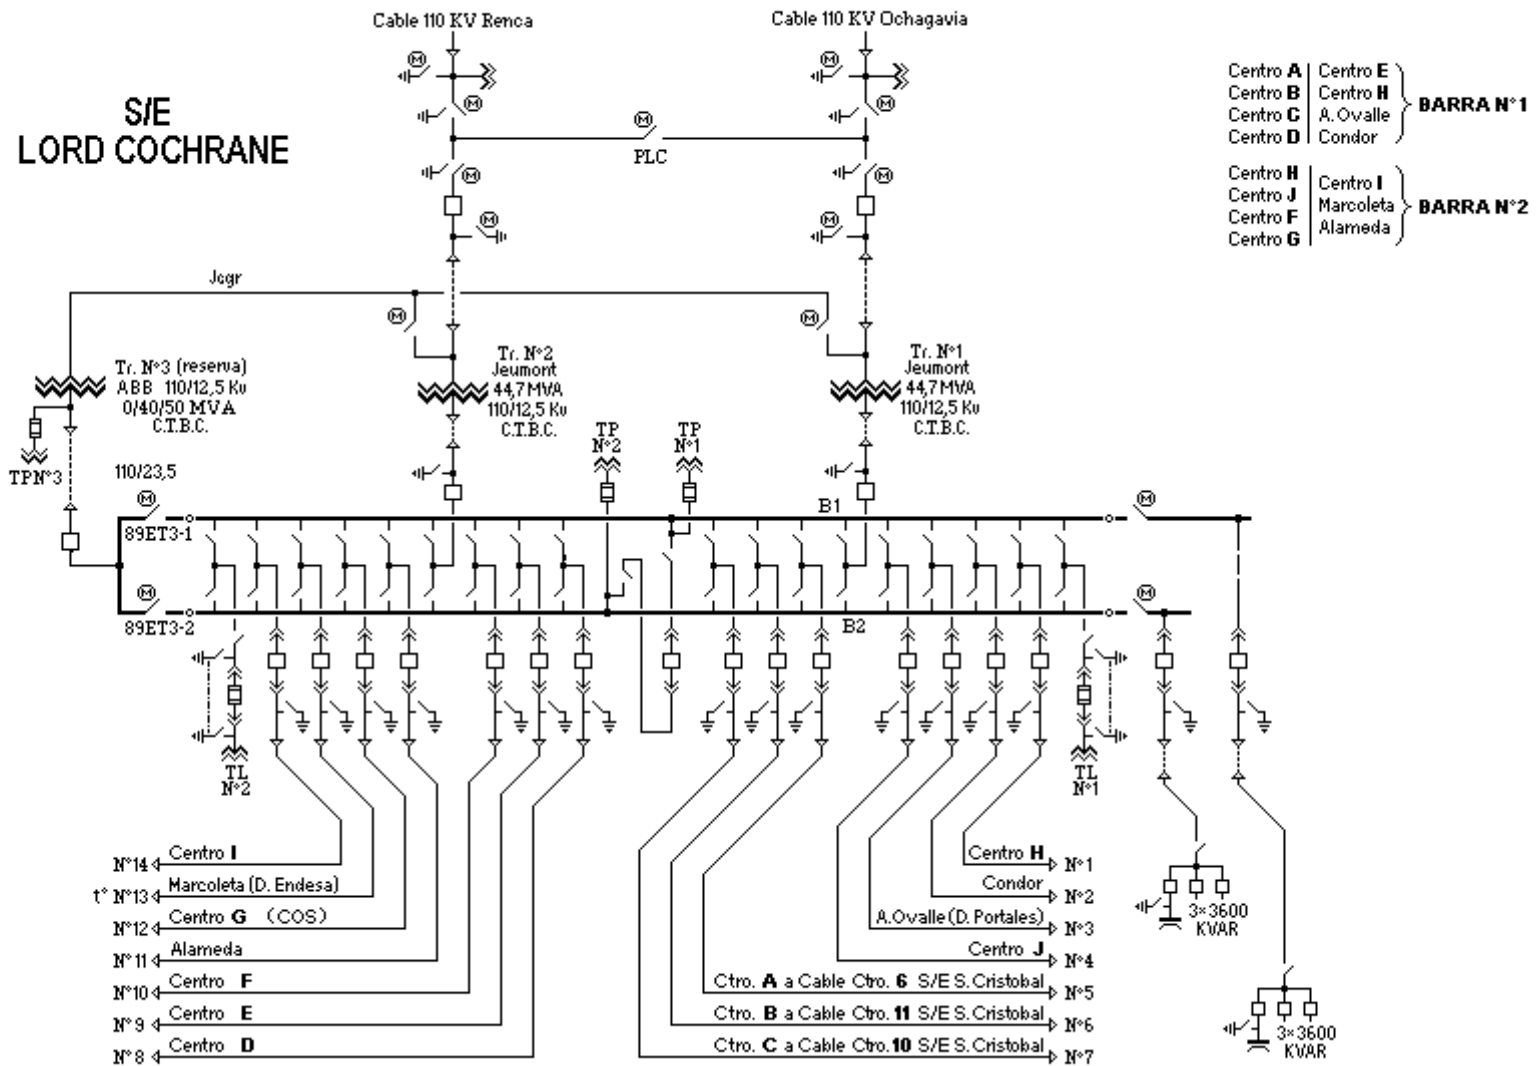 Cable 110 KV Renca
Cable 110 KV Ochagavia
S/E
LORD COCHRANE
Centro A
Centro B
Centro C
Centro D
Centro E
Centro H
A.Ovalle
Condor
BARRA N°1
Centro H
Centro J
Centro F
Centro G
Centro I
Marcoleta
Alameda
BARRA N°2
M
M
M
M
M
PLC
M
M
M
M
Jcgr
M
M
Tr. N°3 (reserva)
ABB 110/12,5 Kv
0/40/50 MVA
C.T.B.C.
Tr. N°2
Jeumont
44,7 MVA
110/12,5 Kv
C.T.B.C.
Tr. N°1
Jeumont
44,7 MVA
110/12,5 Kv
C.T.B.C.
TP N°3
110/23,5
TP
N°2
TP
N°1
M
89ET3-1
B1
M
M
89ET3-2
B2
M
TL
N°2
TL
N°1
N°14 Centro I
t° N°13 Marcoleta (D. Endesa)
N°12 Centro G (COS)
N°11 Alameda
N°10 Centro F
N°9 Centro E
N°8 Centro D
Centro H N°1
Condor N°2
A.Ovalle (D. Portales) N°3
Centro J N°4
Ctro. A a Cable Ctro. 6 S/E S. Cristobal N°5
Ctro. B a Cable Ctro. 11 S/E S. Cristobal N°6
Ctro. C a Cable Ctro. 10 S/E S. Cristobal N°7
3×3600
KVAR
3×3600
KVAR